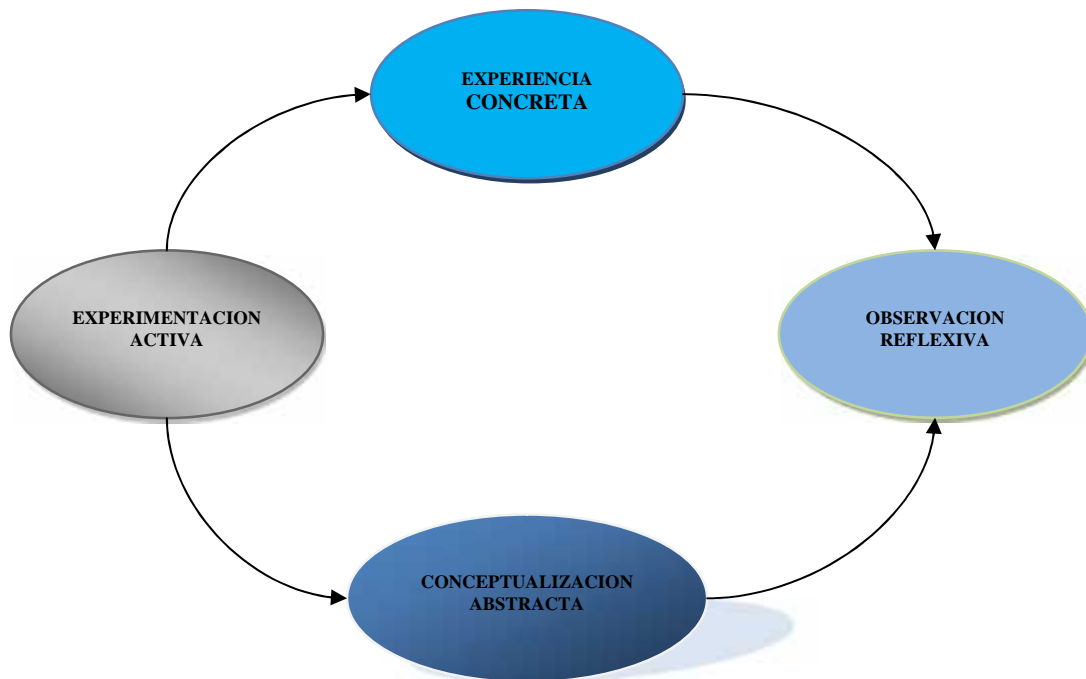 EXPERIENCIA
CONCRETA
EXPERIMENTACION
ACTIVA
OBSERVACION
REFLEXIVA
CONCEPTUALIZACION
ABSTRACTA